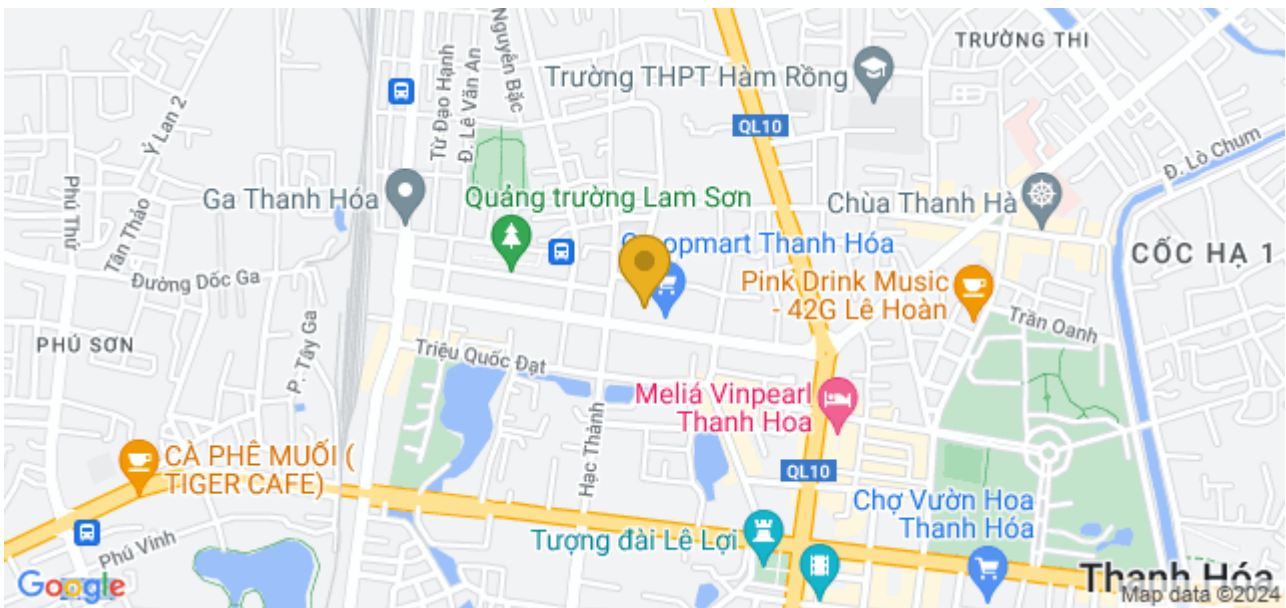 TRƯỜNG THI
Trường THPT Hàm Rồng
Ỷ Lan 2
Từ Đạo Hạnh
Đ. Lê Văn An
Nguyên Bặc
QL10
Đ. Lò Chum
Phú Thứ
Tân Thảo
Ga Thanh Hóa
Quảng trường Lam Sơn
Chùa Thanh Hà
CỐC HẠ 1
Đường Dốc Ga
Thanh Hóa
Pink Drink Music
- 42G Lê Hoàn
Trần Oanh
PHÚ SƠN
P. Tây Ga
Triệu Quốc Đạt
Meliá Vinpearl
Thanh Hoa
Hạc Thành
CÀ PHÊ MUỐI (
TIGER CAFE)
QL10
Chợ Vườn Hoa
Thanh Hóa
Phú Vinh
Tượng đài Lê Lợi
Google
Thanh Hóa
Map data ©2024